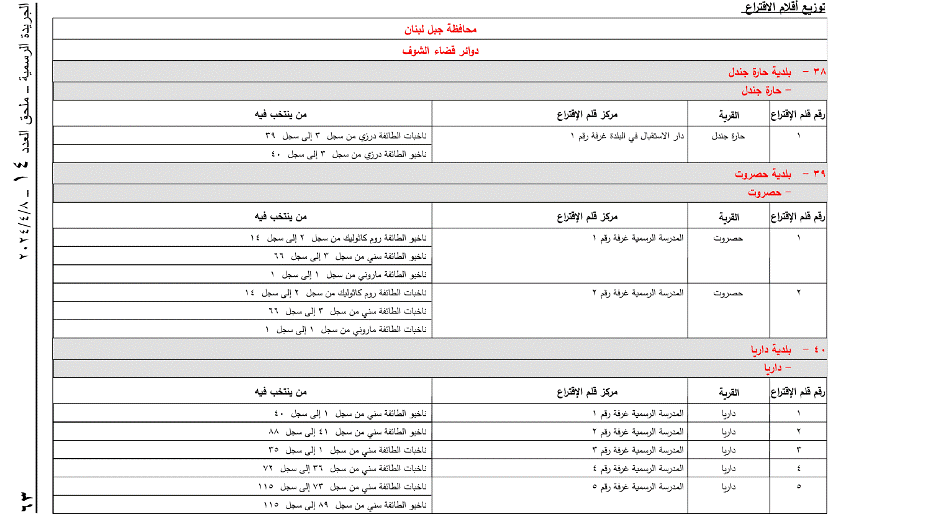 توزيع أقلام الاقتراع
محافظة جبل لبنان
دوائر قضاء الشوف
٣٨ - بلدية حارة جندل
- حارة جندل
رقم قلم الإقتراع القرية مركز قلم الإقتراع من ينتخب فيه
١ حارة جندل دار الاستقبال في البلدة غرفة رقم ١ ناخبات الطائفة درزي من سجل ٣ إلى سجل ٣٩
ناخبو الطائفة درزي من سجل ٣ إلى سجل ٤٠
٣٩ - بلدية حصروت
- حصروت
رقم قلم الإقتراع القرية مركز قلم الإقتراع من ينتخب فيه
١ حصروت المدرسة الرسمية غرفة رقم ١ ناخبو الطائفة روم كاثوليك من سجل ٢ إلى سجل ١٤
ناخبو الطائفة سني من سجل ٣ إلى سجل ٦٦
ناخبو الطائفة ماروني من سجل ١ إلى سجل ١
٢ حصروت المدرسة الرسمية غرفة رقم ٢ ناخبات الطائفة روم كاثوليك من سجل ٢ إلى سجل ١٤
ناخبات الطائفة سني من سجل ٣ إلى سجل ٦٦
ناخبات الطائفة ماروني من سجل ١ إلى سجل ١
٤٠ - بلدية داريا
- داريا
رقم قلم الإقتراع القرية مركز قلم الإقتراع من ينتخب فيه
١ داريا المدرسة الرسمية غرفة رقم ١ ناخبو الطائفة سني من سجل ١ إلى سجل ٤٠
٢ داريا المدرسة الرسمية غرفة رقم ٢ ناخبو الطائفة سني من سجل ٤١ إلى سجل ٨٨
٣ داريا المدرسة الرسمية غرفة رقم ٣ ناخبات الطائفة سني من سجل ١ إلى سجل ٣٥
٤ داريا المدرسة الرسمية غرفة رقم ٤ ناخبات الطائفة سني من سجل ٣٦ إلى سجل ٧٢
٥ داريا المدرسة الرسمية غرفة رقم ٥ ناخبات الطائفة سني من سجل ٧٣ إلى سجل ١١٥
ناخبو الطائفة سني من سجل ٨٩ إلى سجل ١١٥
الجريدة الرسمية – ملحق العدد ١٤ – ٢٠٢٤/٤/٨
٦٣